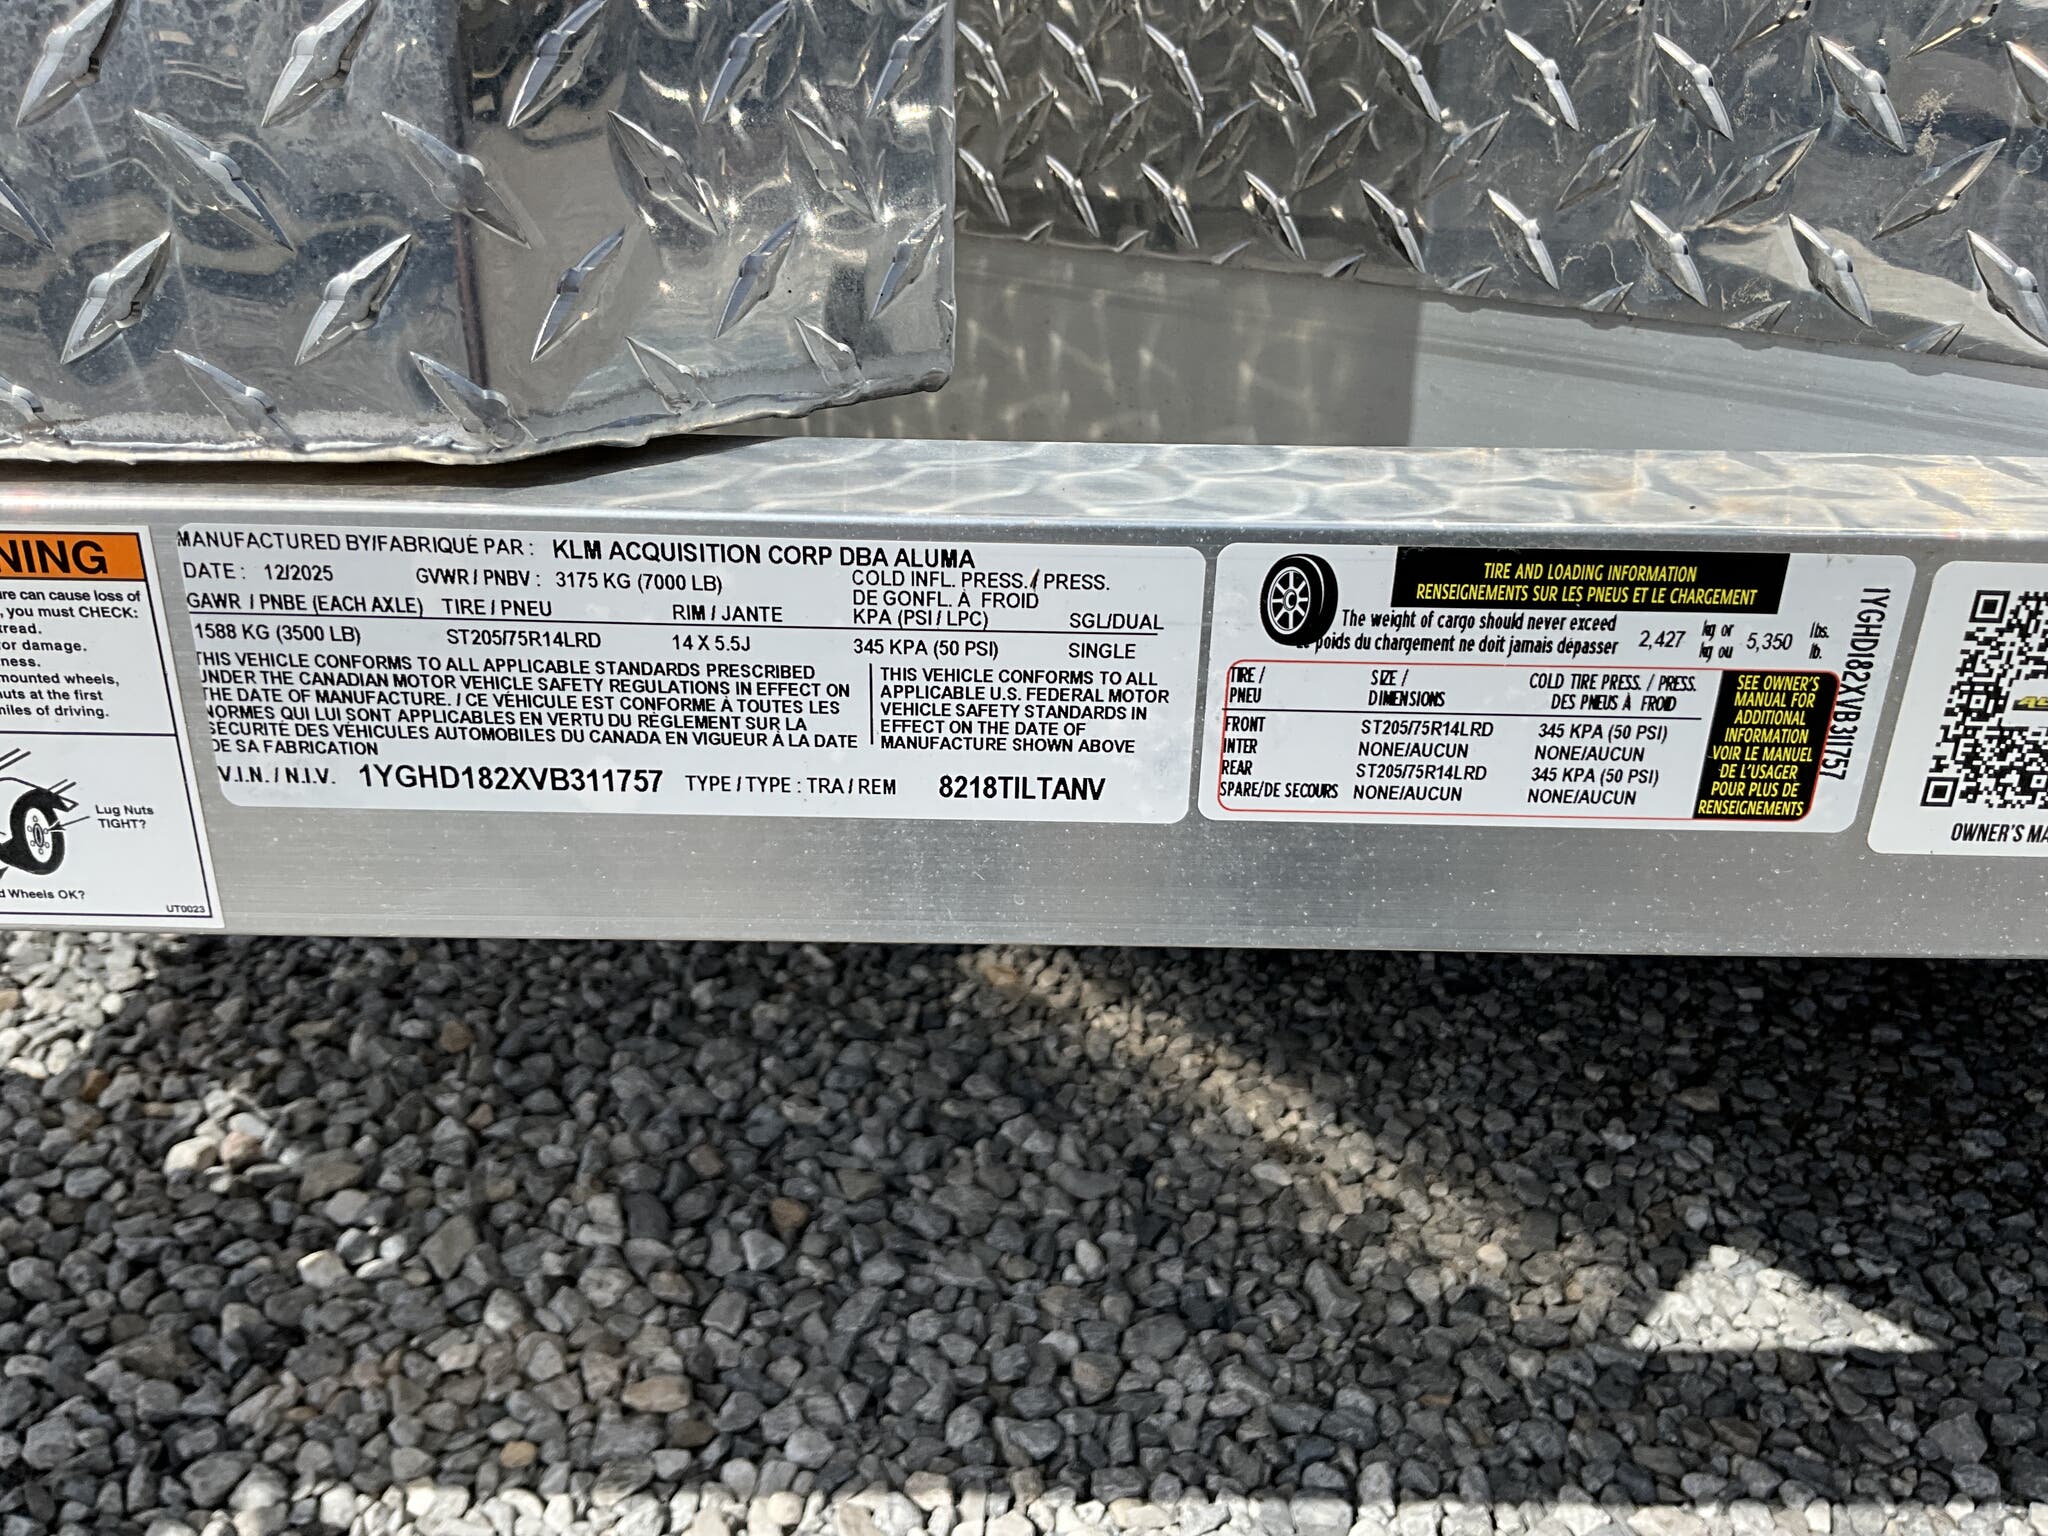 NING
ure can cause loss of
, you must CHECK:
tread.
or damage.
ness.
mounted wheels,
nuts at the first
miles of driving.
Lug Nuts
TIGHT?
d Wheels OK?
UT0023
MANUFACTURED BY/FABRIQUÉ PAR : KLM ACQUISITION CORP DBA ALUMA
DATE : 12/2025 GVWR / PNBV : 3175 KG (7000 LB) COLD INFL. PRESS. / PRESS.
DE GONFL. À FROID
GAWR / PNBE (EACH AXLE) TIRE / PNEU RIM / JANTE KPA (PSI / LPC) SGL/DUAL
1588 KG (3500 LB) ST205/75R14LRD 14 X 5.5J 345 KPA (50 PSI) SINGLE
THIS VEHICLE CONFORMS TO ALL APPLICABLE STANDARDS PRESCRIBED
UNDER THE CANADIAN MOTOR VEHICLE SAFETY REGULATIONS IN EFFECT ON
THE DATE OF MANUFACTURE. / CE VÉHICULE EST CONFORME À TOUTES LES
NORMES QUI LUI SONT APPLICABLES EN VERTU DU RÈGLEMENT SUR LA
SÉCURITÉ DES VÉHICULES AUTOMOBILES DU CANADA EN VIGUEUR À LA DATE
DE SA FABRICATION
THIS VEHICLE CONFORMS TO ALL
APPLICABLE U.S. FEDERAL MOTOR
VEHICLE SAFETY STANDARDS IN
EFFECT ON THE DATE OF
MANUFACTURE SHOWN ABOVE
V.I.N. / N.I.V. 1YGHD182XVB311757 TYPE / TYPE : TRA / REM 8218TILTANV
TIRE AND LOADING INFORMATION
RENSEIGNEMENTS SUR LES PNEUS ET LE CHARGEMENT
The weight of cargo should never exceed 2,427 kg or 5,350 lbs.
Le poids du chargement ne doit jamais dépasser kg ou lb.
TIRE / SIZE / COLD TIRE PRESS. / PRESS.
PNEU DIMENSIONS DES PNEUS À FROID
FRONT ST205/75R14LRD 345 KPA (50 PSI)
INTER NONE/AUCUN NONE/AUCUN
REAR ST205/75R14LRD 345 KPA (50 PSI)
SPARE/DE SECOURS NONE/AUCUN NONE/AUCUN
SEE OWNER'S
MANUAL FOR
ADDITIONAL
INFORMATION
VOIR LE MANUEL
DE L'USAGER
POUR PLUS DE
RENSEIGNEMENTS
1YGHD182XVB311757
OWNER'S MA